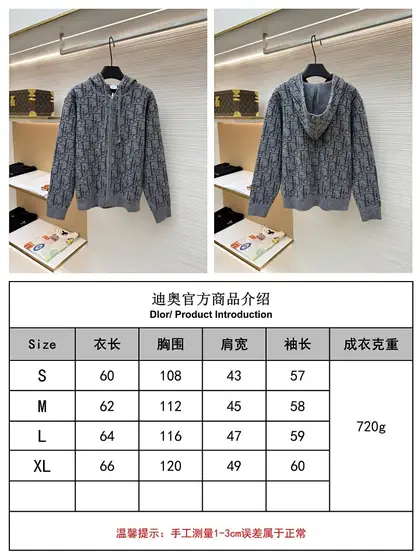 迪奥官方商品介绍
DIor/ Product Introduction
Size 衣长 胸围 肩宽 袖长 成衣克重
S 60 108 43 57
M 62 112 45 58
L 64 116 47 59
XL 66 120 49 60
720g
温馨提示：手工测量1-3cm误差属于正常